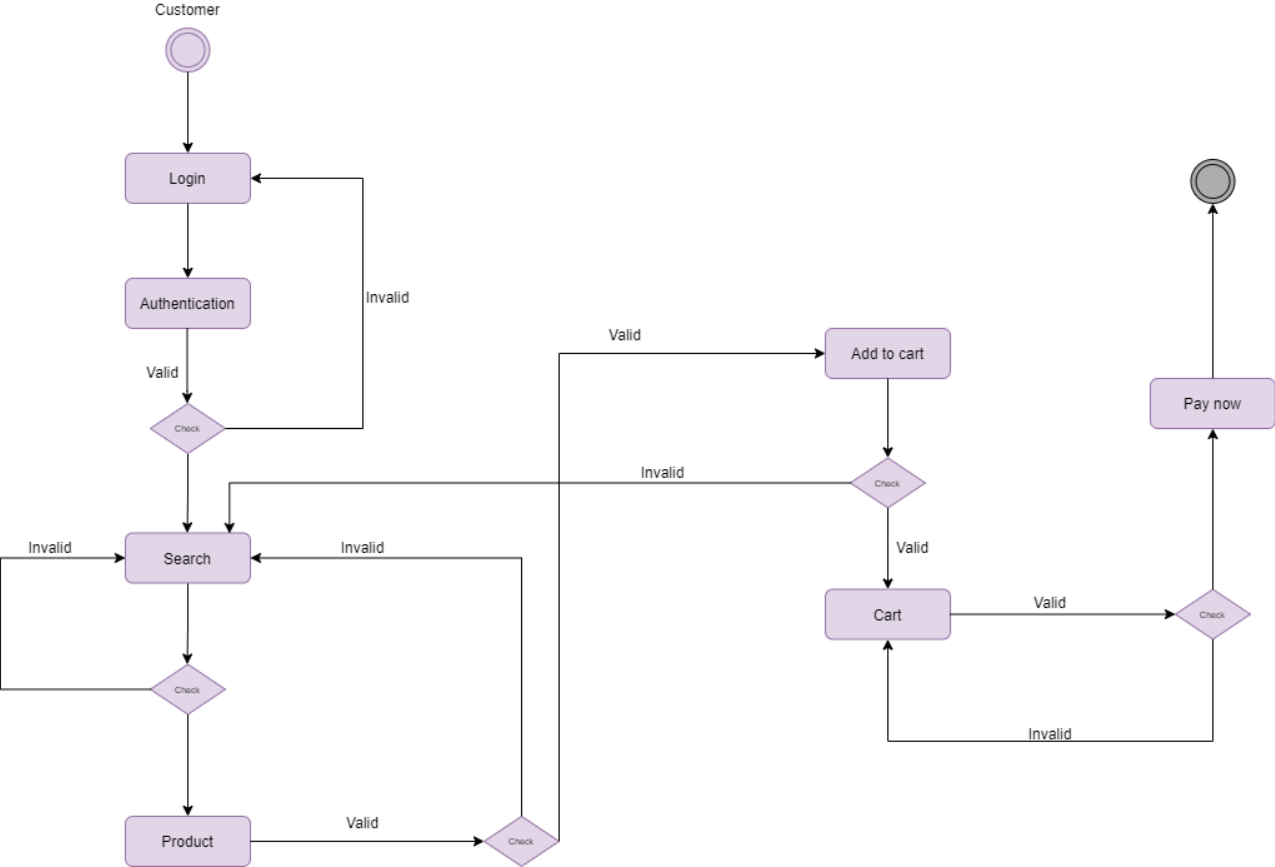 Customer
Login
Authentication
Invalid
Valid
Check
Valid
Add to cart
Pay now
Invalid
Check
Invalid
Search
Invalid
Valid
Cart
Valid
Check
Check
Invalid
Product
Valid
Check